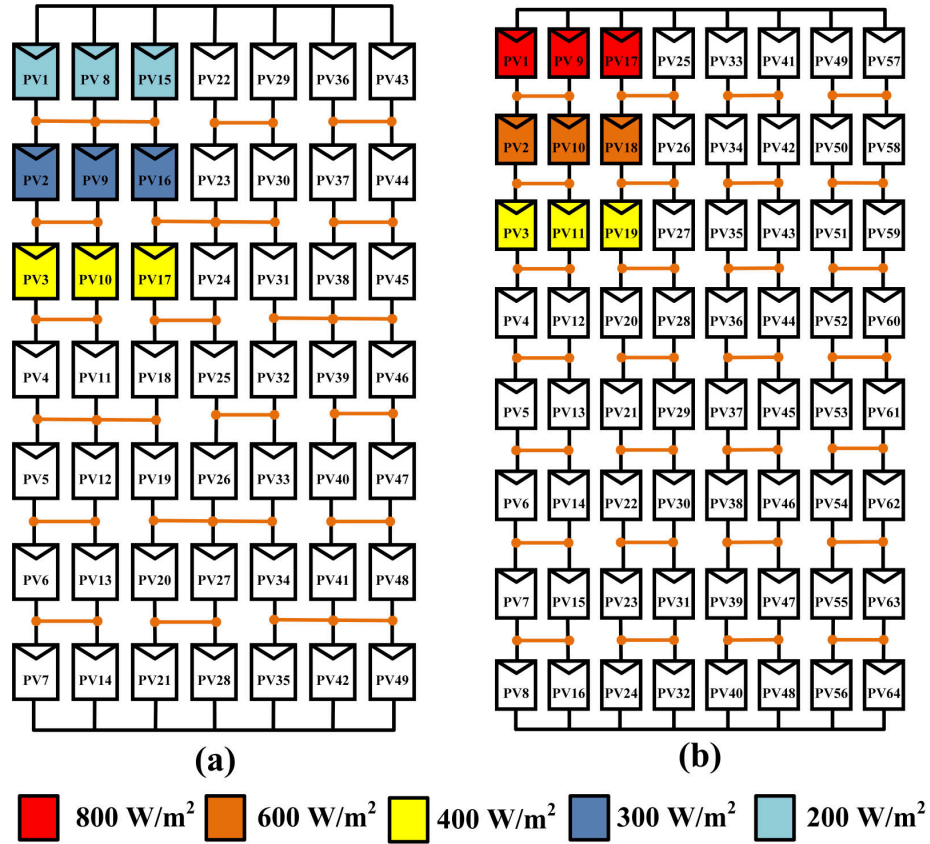 PV1 PV 8 PV15 PV22 PV29 PV36 PV43
PV2 PV9 PV16 PV23 PV30 PV37 PV44
PV3 PV10 PV17 PV24 PV31 PV38 PV45
PV4 PV11 PV18 PV25 PV32 PV39 PV46
PV5 PV12 PV19 PV26 PV33 PV40 PV47
PV6 PV13 PV20 PV27 PV34 PV41 PV48
PV7 PV14 PV21 PV28 PV35 PV42 PV49
(a)
PV1 PV 9 PV17 PV25 PV33 PV41 PV49 PV57
PV2 PV10 PV18 PV26 PV34 PV42 PV50 PV58
PV3 PV11 PV19 PV27 PV35 PV43 PV51 PV59
PV4 PV12 PV20 PV28 PV36 PV44 PV52 PV60
PV5 PV13 PV21 PV29 PV37 PV45 PV53 PV61
PV6 PV14 PV22 PV30 PV38 PV46 PV54 PV62
PV7 PV15 PV23 PV31 PV39 PV47 PV55 PV63
PV8 PV16 PV24 PV32 PV40 PV48 PV56 PV64
(b)
800 W/m² 600 W/m² 400 W/m² 300 W/m² 200 W/m²